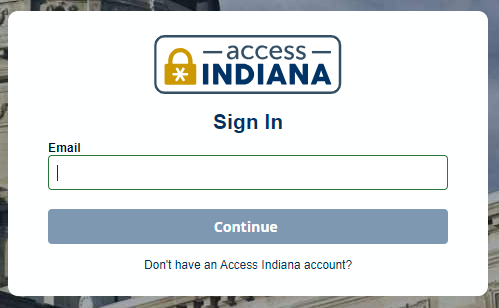 access
INDIANA
Sign In
Email
Continue
Don't have an Access Indiana account?